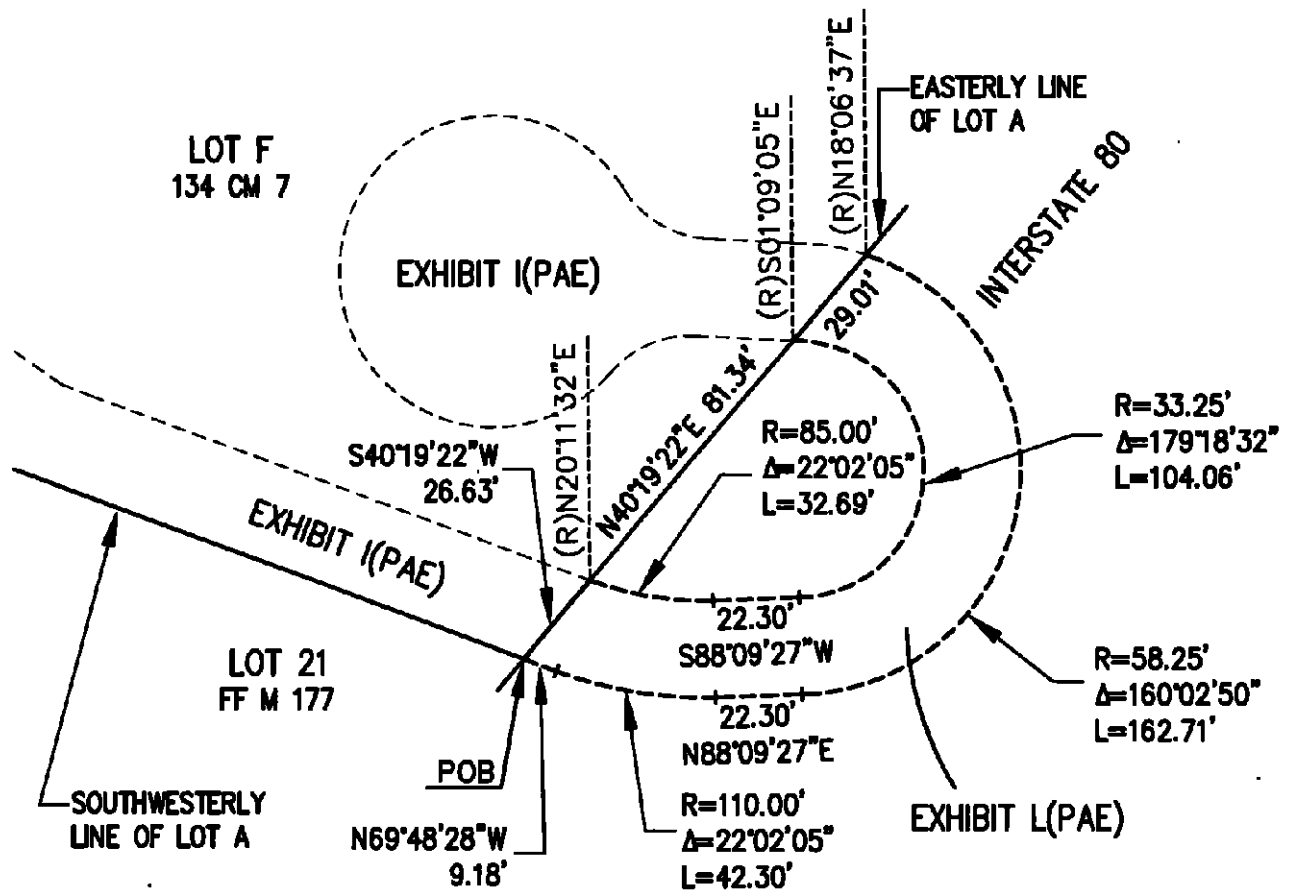 LOT F
134 CM 7
EXHIBIT I(PAE)
(R)S01°09'05"E
(R)N18°06'37"E
EASTERLY LINE
OF LOT A
INTERSTATE 80
29.01'
N40°19'22"E 81.34'
(R)N20°11'32"E
S40°19'22"W
26.63'
R=85.00'
Δ=22°02'05"
L=32.69'
R=33.25'
Δ=179°18'32"
L=104.06'
EXHIBIT I(PAE)
22.30'
S88°09'27"W
LOT 21
FF M 177
R=58.25'
Δ=160°02'50"
L=162.71'
22.30'
N88°09'27"E
POB
SOUTHWESTERLY
LINE OF LOT A
N69°48'28"W
9.18'
R=110.00'
Δ=22°02'05"
L=42.30'
EXHIBIT L(PAE)